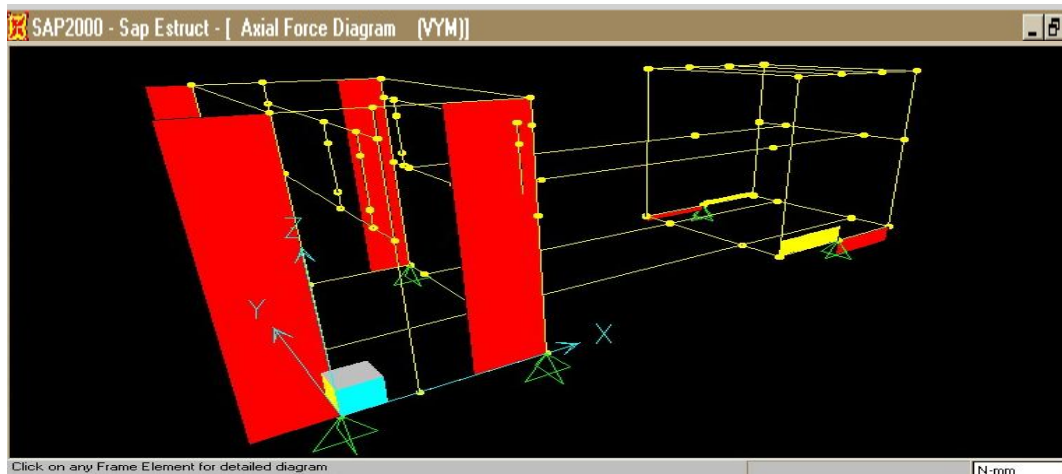 SAP2000 - Sap Estruct - [ Axial Force Diagram (VYM)]
Z
Y
X
Click on any Frame Element for detailed diagram
N-mm